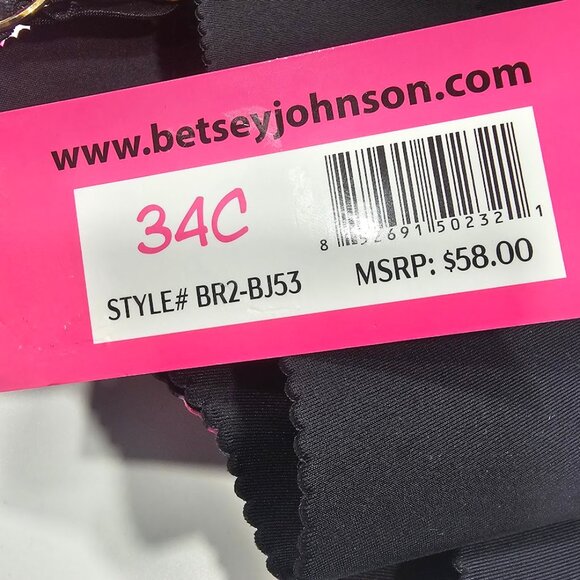 www.betseyjohnson.com
34C
8 52691 50232 1
STYLE# BR2-BJ53
MSRP: $58.00